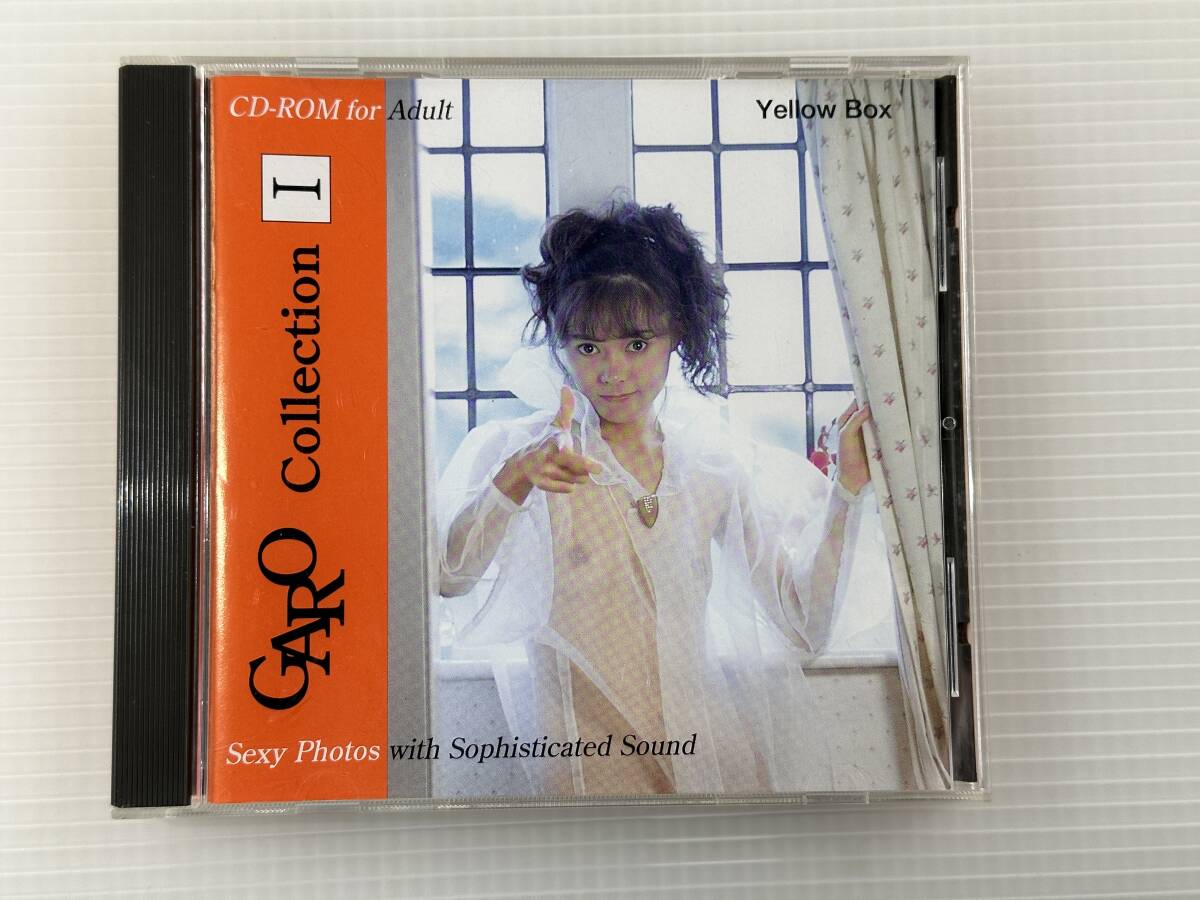 CD-ROM for Adult
Yellow Box
GARO Collection I
Sexy Photos with Sophisticated Sound